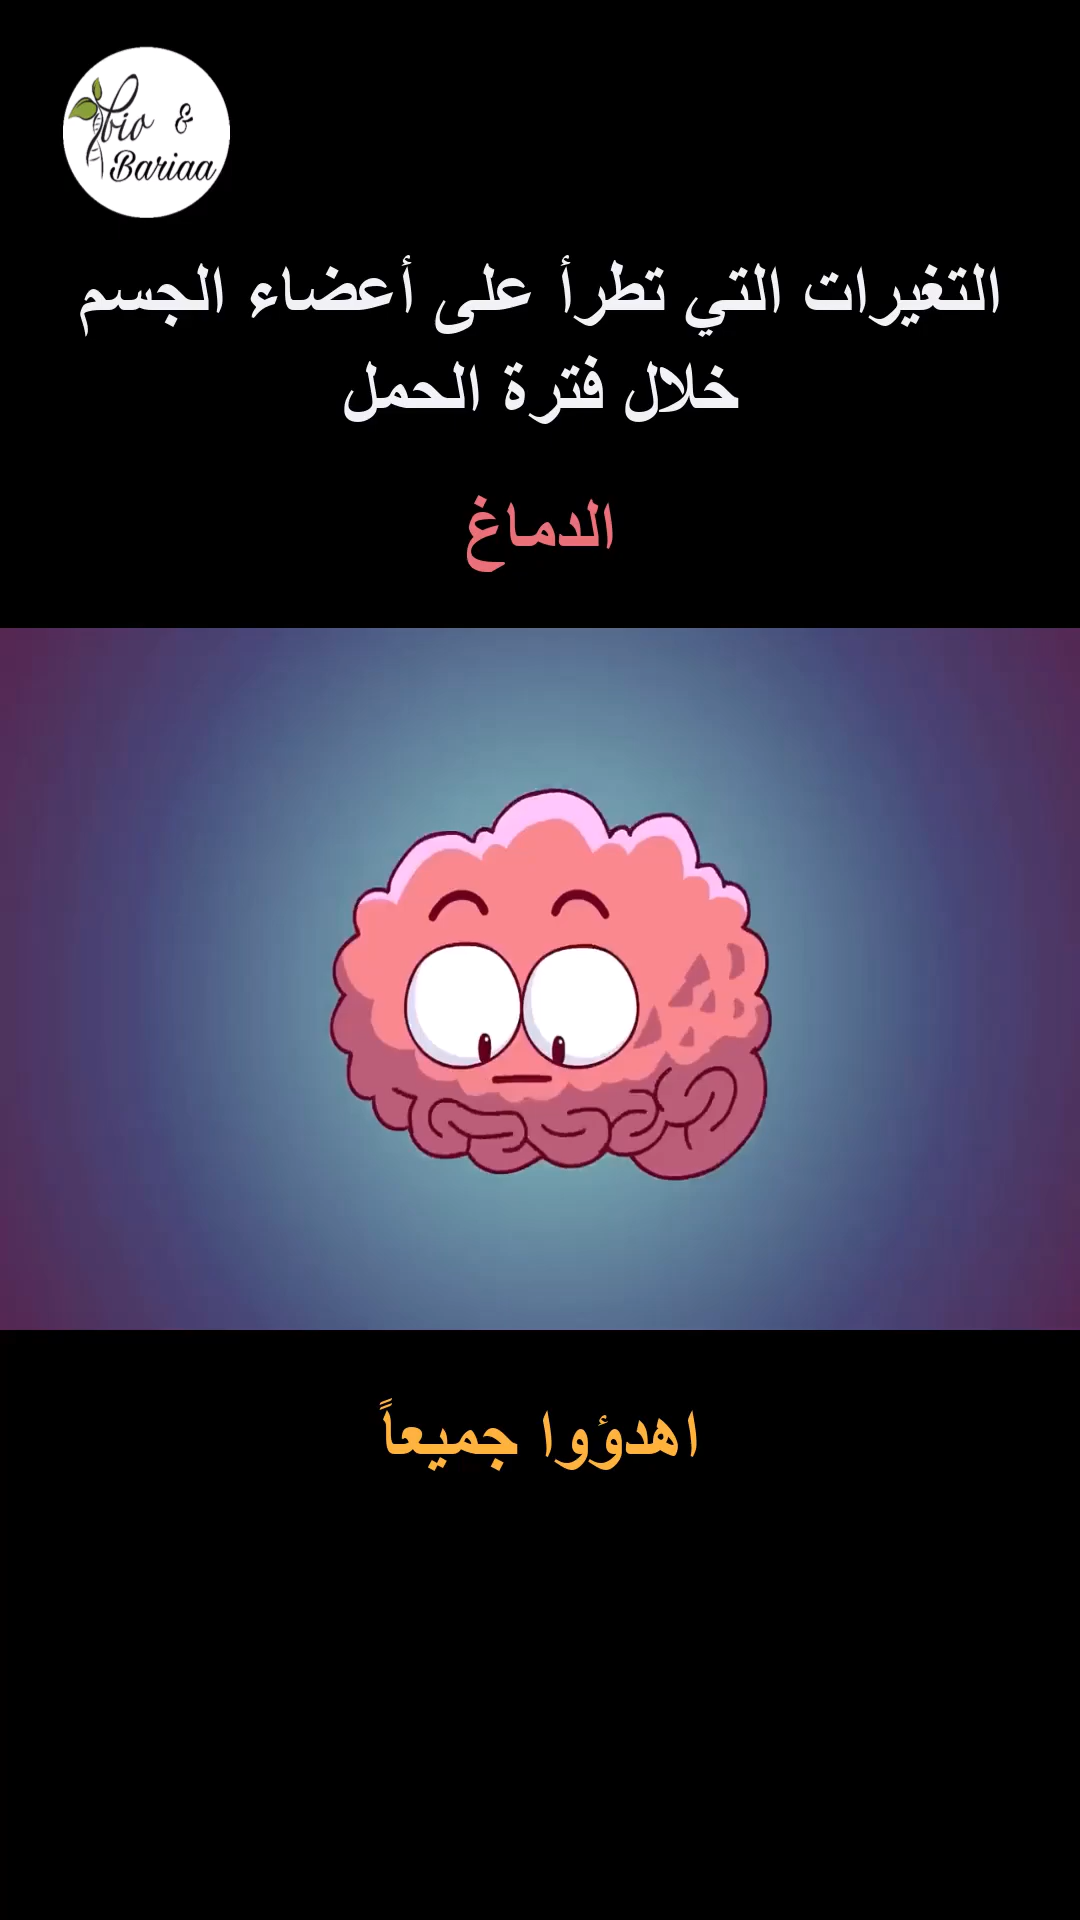 bio &
Bariaa
التغيرات التي تطرأ على أعضاء الجسم
خلال فترة الحمل
الدماغ
اهدؤوا جميعاً